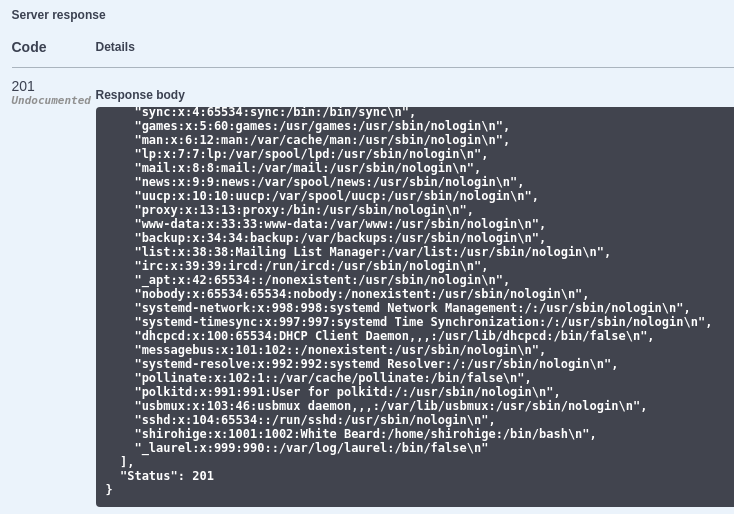 Server response
Code Details
201
Undocumented Response body
"sync:x:4:65534:sync:/bin:/bin/sync\n",
"games:x:5:60:games:/usr/games:/usr/sbin/nologin\n",
"man:x:6:12:man:/var/cache/man:/usr/sbin/nologin\n",
"lp:x:7:7:lp:/var/spool/lpd:/usr/sbin/nologin\n",
"mail:x:8:8:mail:/var/mail:/usr/sbin/nologin\n",
"news:x:9:9:news:/var/spool/news:/usr/sbin/nologin\n",
"uucp:x:10:10:uucp:/var/spool/uucp:/usr/sbin/nologin\n",
"proxy:x:13:13:proxy:/bin:/usr/sbin/nologin\n",
"www-data:x:33:33:www-data:/var/www:/usr/sbin/nologin\n",
"backup:x:34:34:backup:/var/backups:/usr/sbin/nologin\n",
"list:x:38:38:Mailing List Manager:/var/list:/usr/sbin/nologin\n",
"irc:x:39:39:ircd:/run/ircd:/usr/sbin/nologin\n",
"_apt:x:42:65534::/nonexistent:/usr/sbin/nologin\n",
"nobody:x:65534:65534:nobody:/nonexistent:/usr/sbin/nologin\n",
"systemd-network:x:998:998:systemd Network Management:/:/usr/sbin/nologin\n",
"systemd-timesync:x:997:997:systemd Time Synchronization:/:/usr/sbin/nologin\n",
"dhcpcd:x:100:65534:DHCP Client Daemon,,,:/usr/lib/dhcpcd:/bin/false\n",
"messagebus:x:101:102::/nonexistent:/usr/sbin/nologin\n",
"systemd-resolve:x:992:992:systemd Resolver:/:/usr/sbin/nologin\n",
"pollinate:x:102:1::/var/cache/pollinate:/bin/false\n",
"polkitd:x:991:991:User for polkitd:/:/usr/sbin/nologin\n",
"usbmux:x:103:46:usbmux daemon,,,:/var/lib/usbmux:/usr/sbin/nologin\n",
"sshd:x:104:65534::/run/sshd:/usr/sbin/nologin\n",
"shirohige:x:1001:1002:White Beard:/home/shirohige:/bin/bash\n",
"_laurel:x:999:990::/var/log/laurel:/bin/false\n"
],
"Status": 201
}